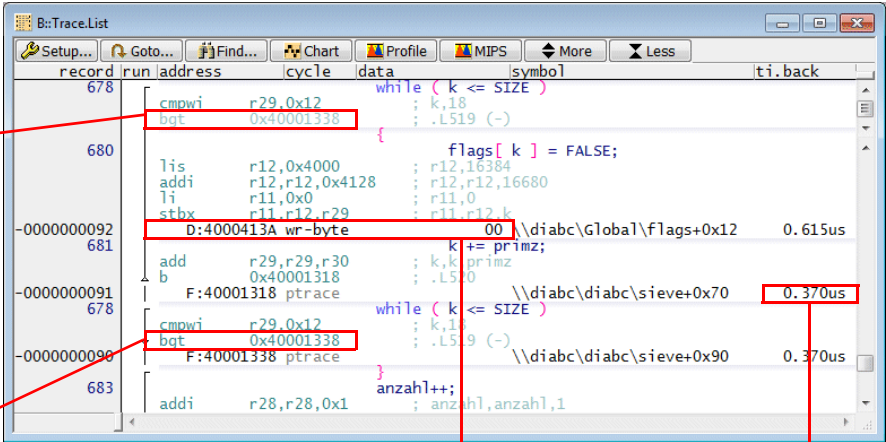 B::Trace.List
Setup... Goto... Find... Chart Profile MIPS More Less
record run address cycle data symbol ti.back
678 while ( k <= SIZE )
cmpwi r29,0x12 ; k,18
bgt 0x40001338 ; .L519 (-)
{
680 flags[ k ] = FALSE;
lis r12,0x4000 ; r12,16384
addi r12,r12,0x4128 ; r12,r12,16680
li r11,0x0 ; r11,0
stbx r11,r12,r29 ; r11,r12,k
-0000000092 D:4000413A wr-byte 00 \\diabc\Global\flags+0x12 0.615us
681 k += primz;
add r29,r29,r30 ; k,k,primz
b 0x40001318 ; .L520
-0000000091 F:40001318 ptrace \\diabc\diabc\sieve+0x70 0.370us
678 while ( k <= SIZE )
cmpwi r29,0x12 ; k,18
bgt 0x40001338 ; .L519 (-)
-0000000090 F:40001338 ptrace \\diabc\diabc\sieve+0x90 0.370us
}
683 anzahl++;
addi r28,r28,0x1 ; anzahl,anzahl,1